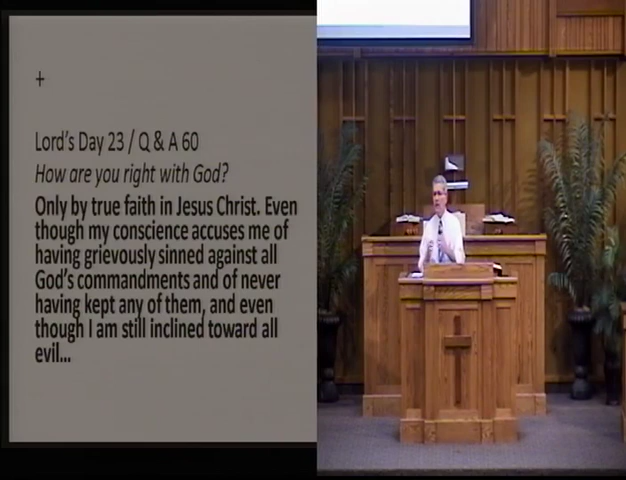 Lord's Day 23 / Q & A 60
How are you right with God?
Only by true faith in Jesus Christ. Even
though my conscience accuses me of
having grievously sinned against all
God's commandments and of never
having kept any of them, and even
though I am still inclined toward all
evil...